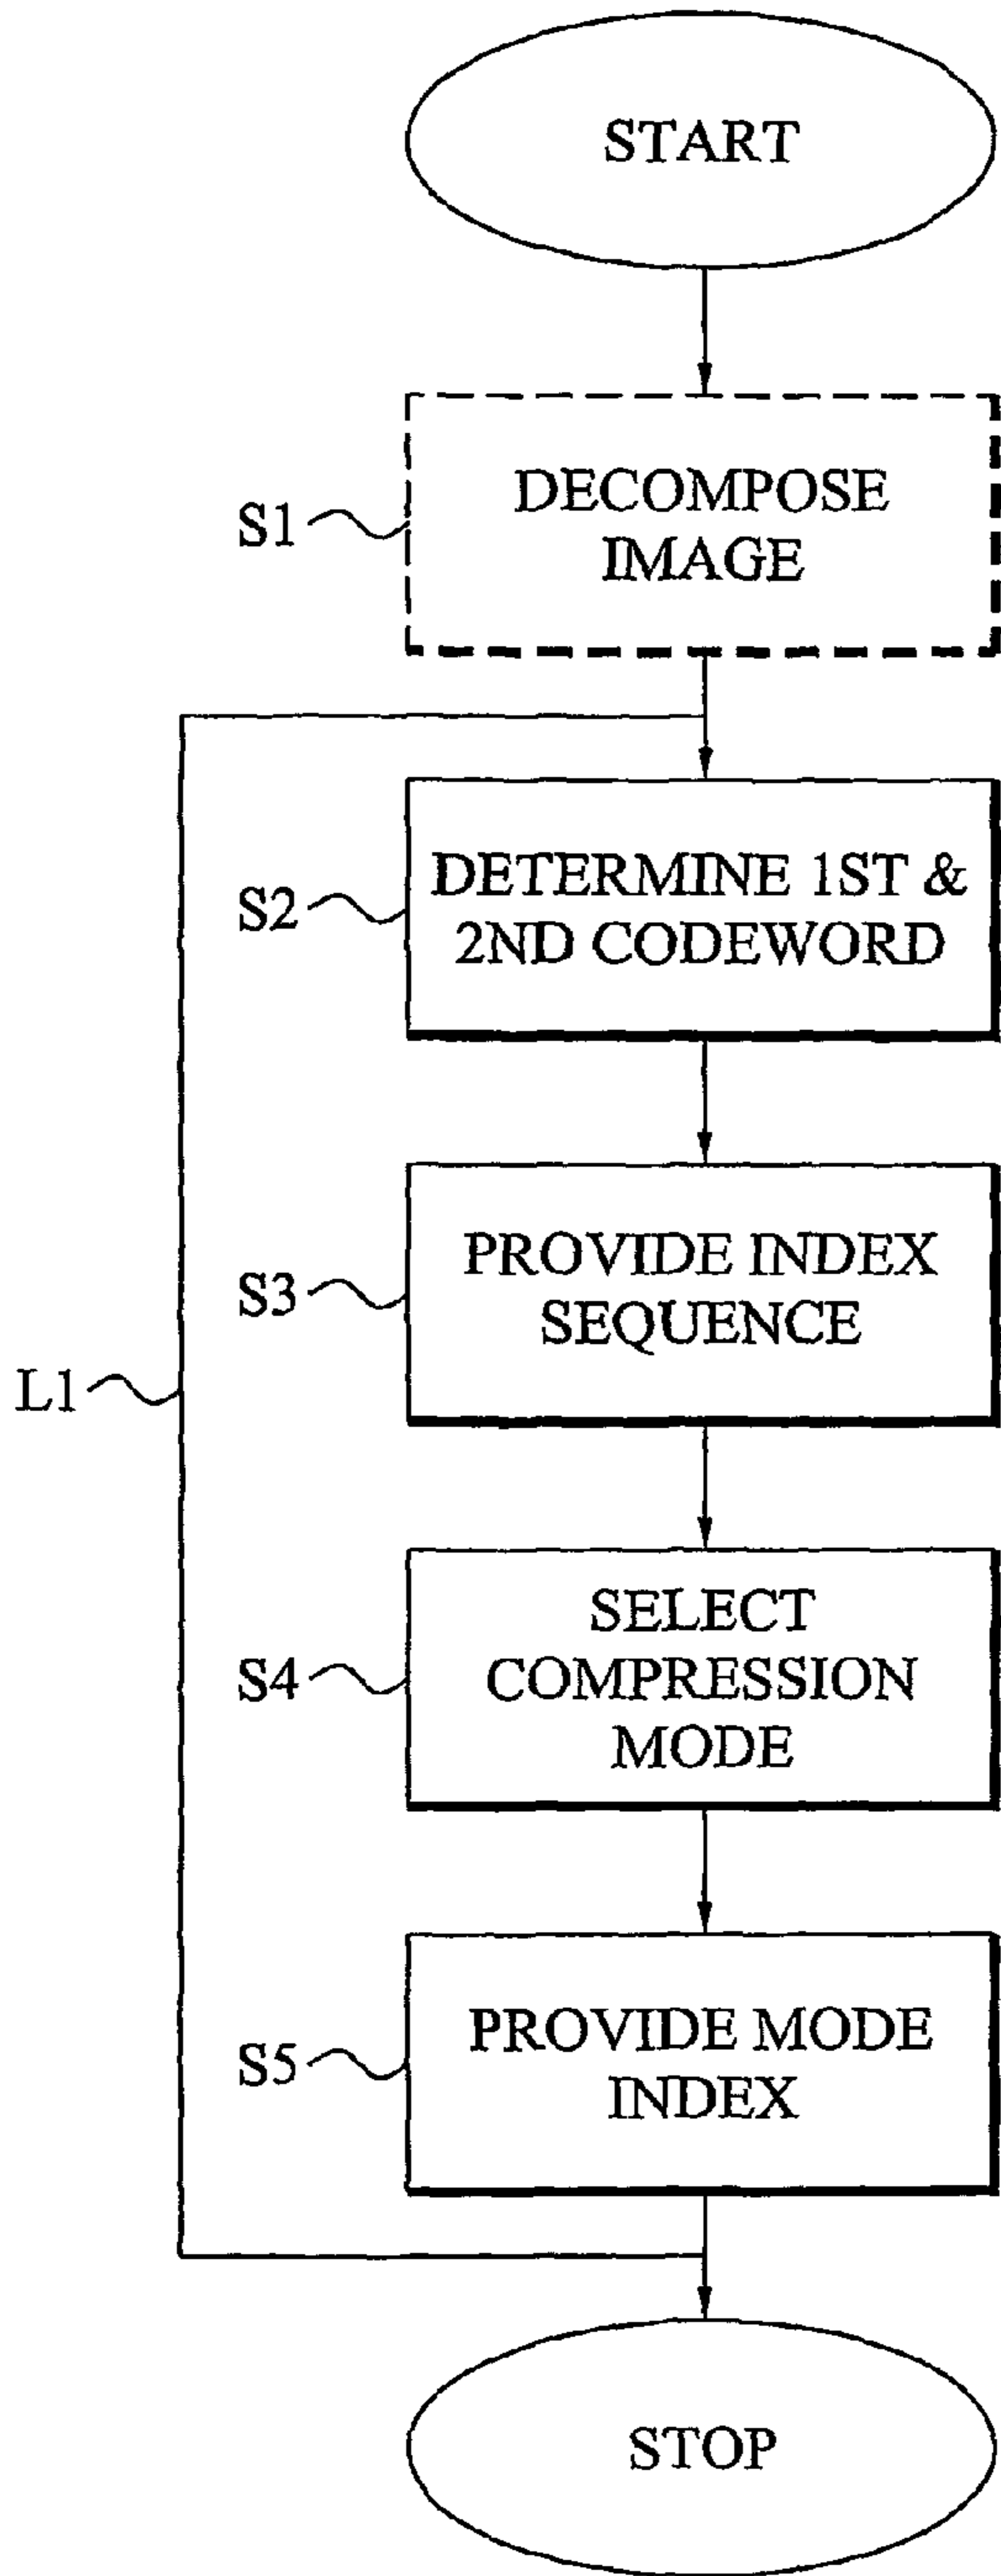 START
S1
DECOMPOSE
IMAGE
S2
DETERMINE 1ST &
2ND CODEWORD
S3
PROVIDE INDEX
SEQUENCE
L1
S4
SELECT
COMPRESSION
MODE
S5
PROVIDE MODE
INDEX
STOP